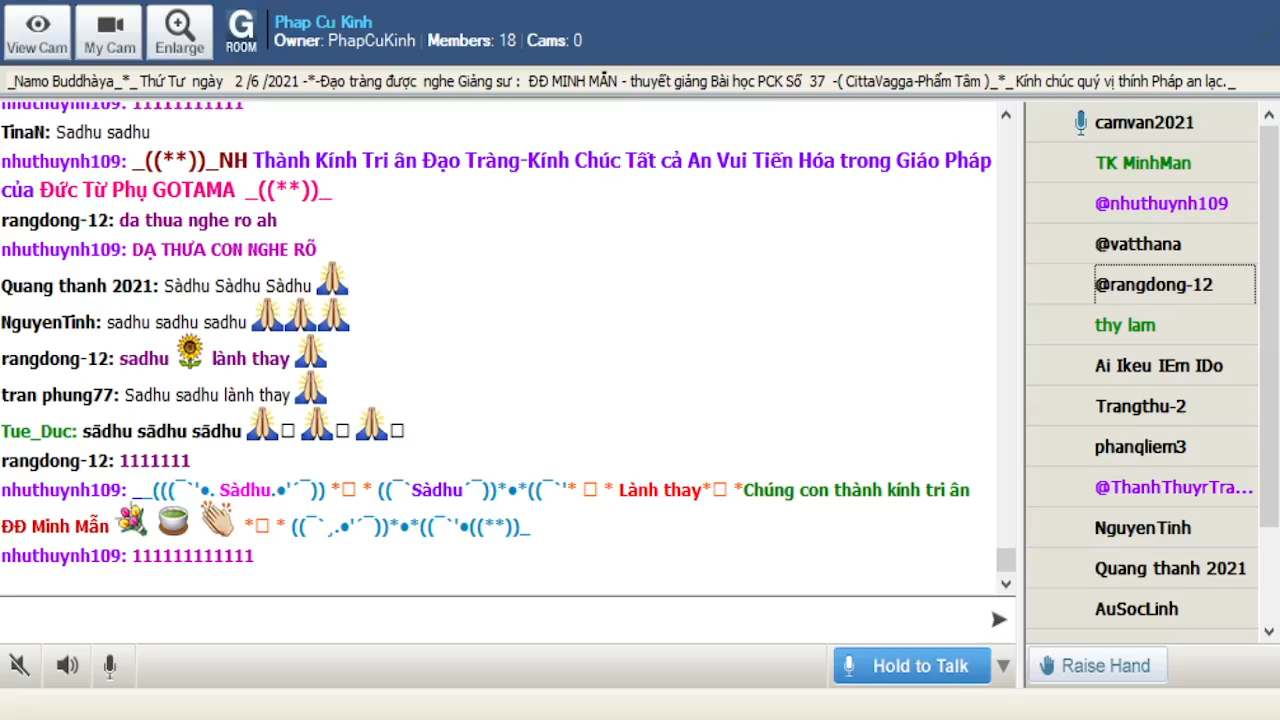 View Cam
My Cam
Enlarge
G
ROOM
Phap Cu Kinh
Owner: PhapCuKinh | Members: 18 | Cams: 0
_Namo Buddhàya_*_ Thứ Tư ngày 2 /6 /2021 -*-Đạo tràng được nghe Giảng sư : ĐĐ MINH MẪN - thuyết giảng Bài học PCK Số 37 -( CittaVagga-Phẩm Tâm )_*_ Kính chúc quý vị thính Pháp an lạc._
nhuthuynh109: 111111111111
TinaN: Sadhu sadhu
nhuthuynh109: _((**))_NH Thành Kính Tri ân Đạo Tràng-Kính Chúc Tất cả An Vui Tiến Hóa trong Giáo Pháp
của Đức Từ Phụ GOTAMA _((**))_
rangdong-12: da thua nghe ro ah
nhuthuynh109: DẠ THƯA CON NGHE RÕ
Quang thanh 2021: Sàdhu Sàdhu Sàdhu 🙏
NguyenTinh: sadhu sadhu sadhu 🙏🙏🙏
rangdong-12: sadhu 🌻 lành thay 🙏
tran phung77: Sadhu sadhu lành thay 🙏
Tue_Duc: sādhu sādhu sādhu 🙏□ 🙏□ 🙏□
rangdong-12: 1111111
nhuthuynh109: __(((¯`'●. Sàdhu.●'´¯)) *□ * ((¯`Sàdhu´¯))*●*((¯`'* □ * Lành thay*□ *Chúng con thành kính tri ân
ĐĐ Minh Mẫn 💐 🍵 👏 *□ * ((¯`¸.●'´¯))*●*((¯`'●((**))_
nhuthuynh109: 111111111111
Hold to Talk
camvan2021
TK MinhMan
@nhuthuynh109
@vatthana
@rangdong-12
thy lam
Ai Ikeu IEm IDo
Trangthu-2
phanqliem3
@ThanhThuyrTra...
NguyenTinh
Quang thanh 2021
AuSocLinh
Raise Hand